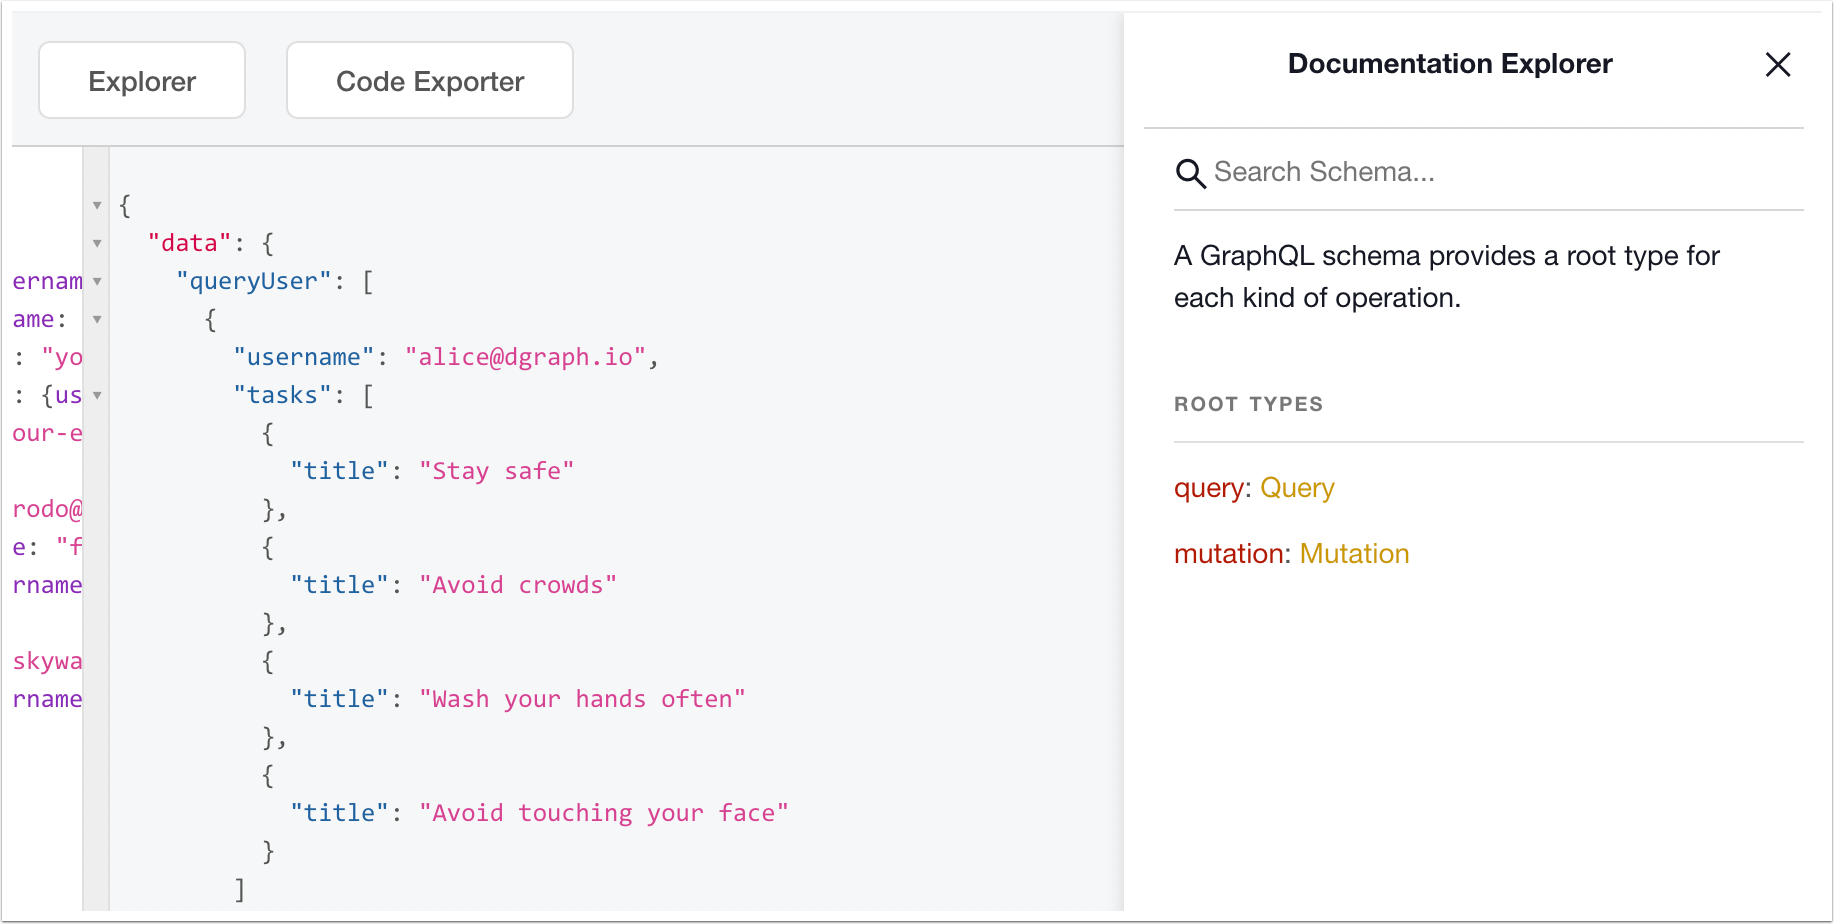 Explorer
Code Exporter
{
"data": {
ernam
"queryUser": [
ame:
{
: "yo
"username": "alice@dgraph.io",
: {us
"tasks": [
our-e
{
"title": "Stay safe"
rodo@
},
e: "f
{
rname
"title": "Avoid crowds"
},
skywa
{
rname
"title": "Wash your hands often"
},
{
"title": "Avoid touching your face"
}
]
Documentation Explorer
Search Schema...
A GraphQL schema provides a root type for
each kind of operation.
ROOT TYPES
query: Query
mutation: Mutation